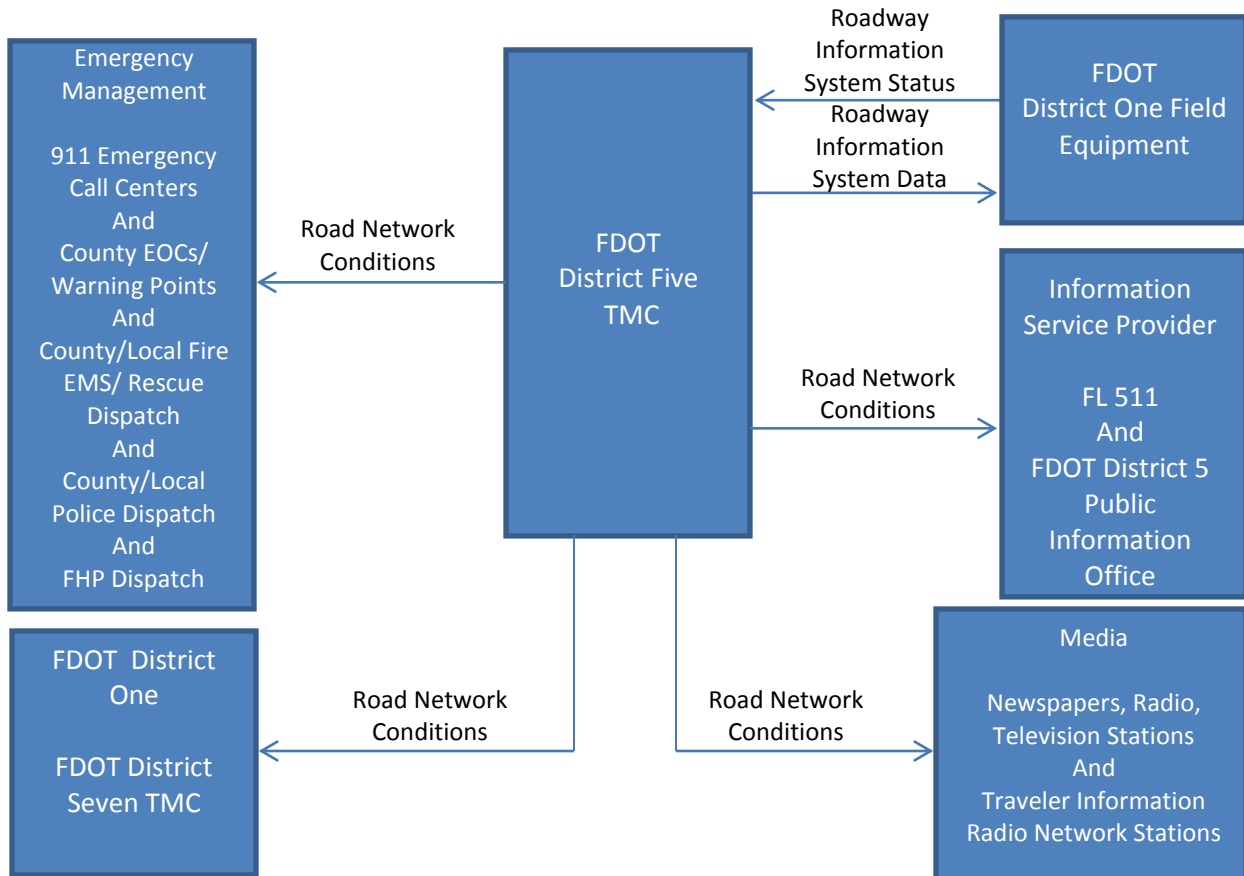 Emergency
Management
911 Emergency
Call Centers
And
County EOCs/
Warning Points
And
County/Local Fire
EMS/ Rescue
Dispatch
And
County/Local
Police Dispatch
And
FHP Dispatch
Road Network
Conditions
FDOT
District Five
TMC
Roadway
Information
System Status
Roadway
Information
System Data
FDOT
District One Field
Equipment
Road Network
Conditions
Information
Service Provider
FL 511
And
FDOT District 5
Public
Information
Office
FDOT District
One
FDOT District
Seven TMC
Road Network
Conditions
Road Network
Conditions
Media
Newspapers, Radio,
Television Stations
And
Traveler Information
Radio Network Stations